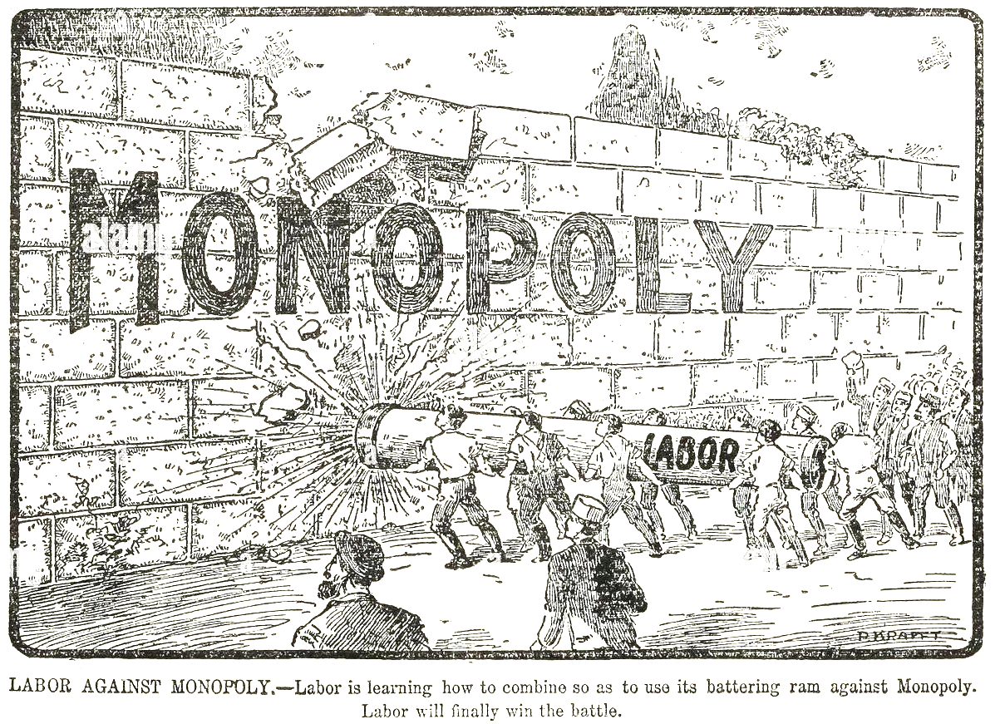 MONOPOLY
LABOR
alamy
P. KRAFFT
LABOR AGAINST MONOPOLY.—Labor is learning how to combine so as to use its battering ram against Monopoly.
Labor will finally win the battle.